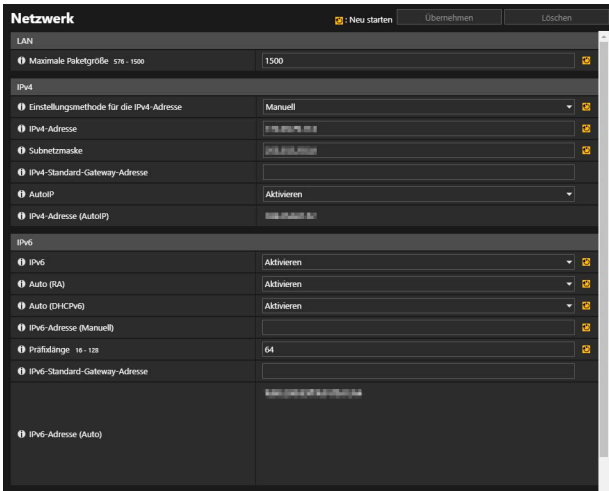 Netzwerk
: Neu starten
Übernehmen
Löschen
LAN
Maximale Paketgröße 576 - 1500
1500
IPv4
Einstellungsmethode für die IPv4-Adresse
Manuell
IPv4-Adresse
Subnetzmaske
IPv4-Standard-Gateway-Adresse
AutoIP
Aktivieren
IPv4-Adresse (AutoIP)
IPv6
IPv6
Aktivieren
Auto (RA)
Aktivieren
Auto (DHCPv6)
Aktivieren
IPv6-Adresse (Manuell)
Präfixlänge 16 - 128
64
IPv6-Standard-Gateway-Adresse
IPv6-Adresse (Auto)